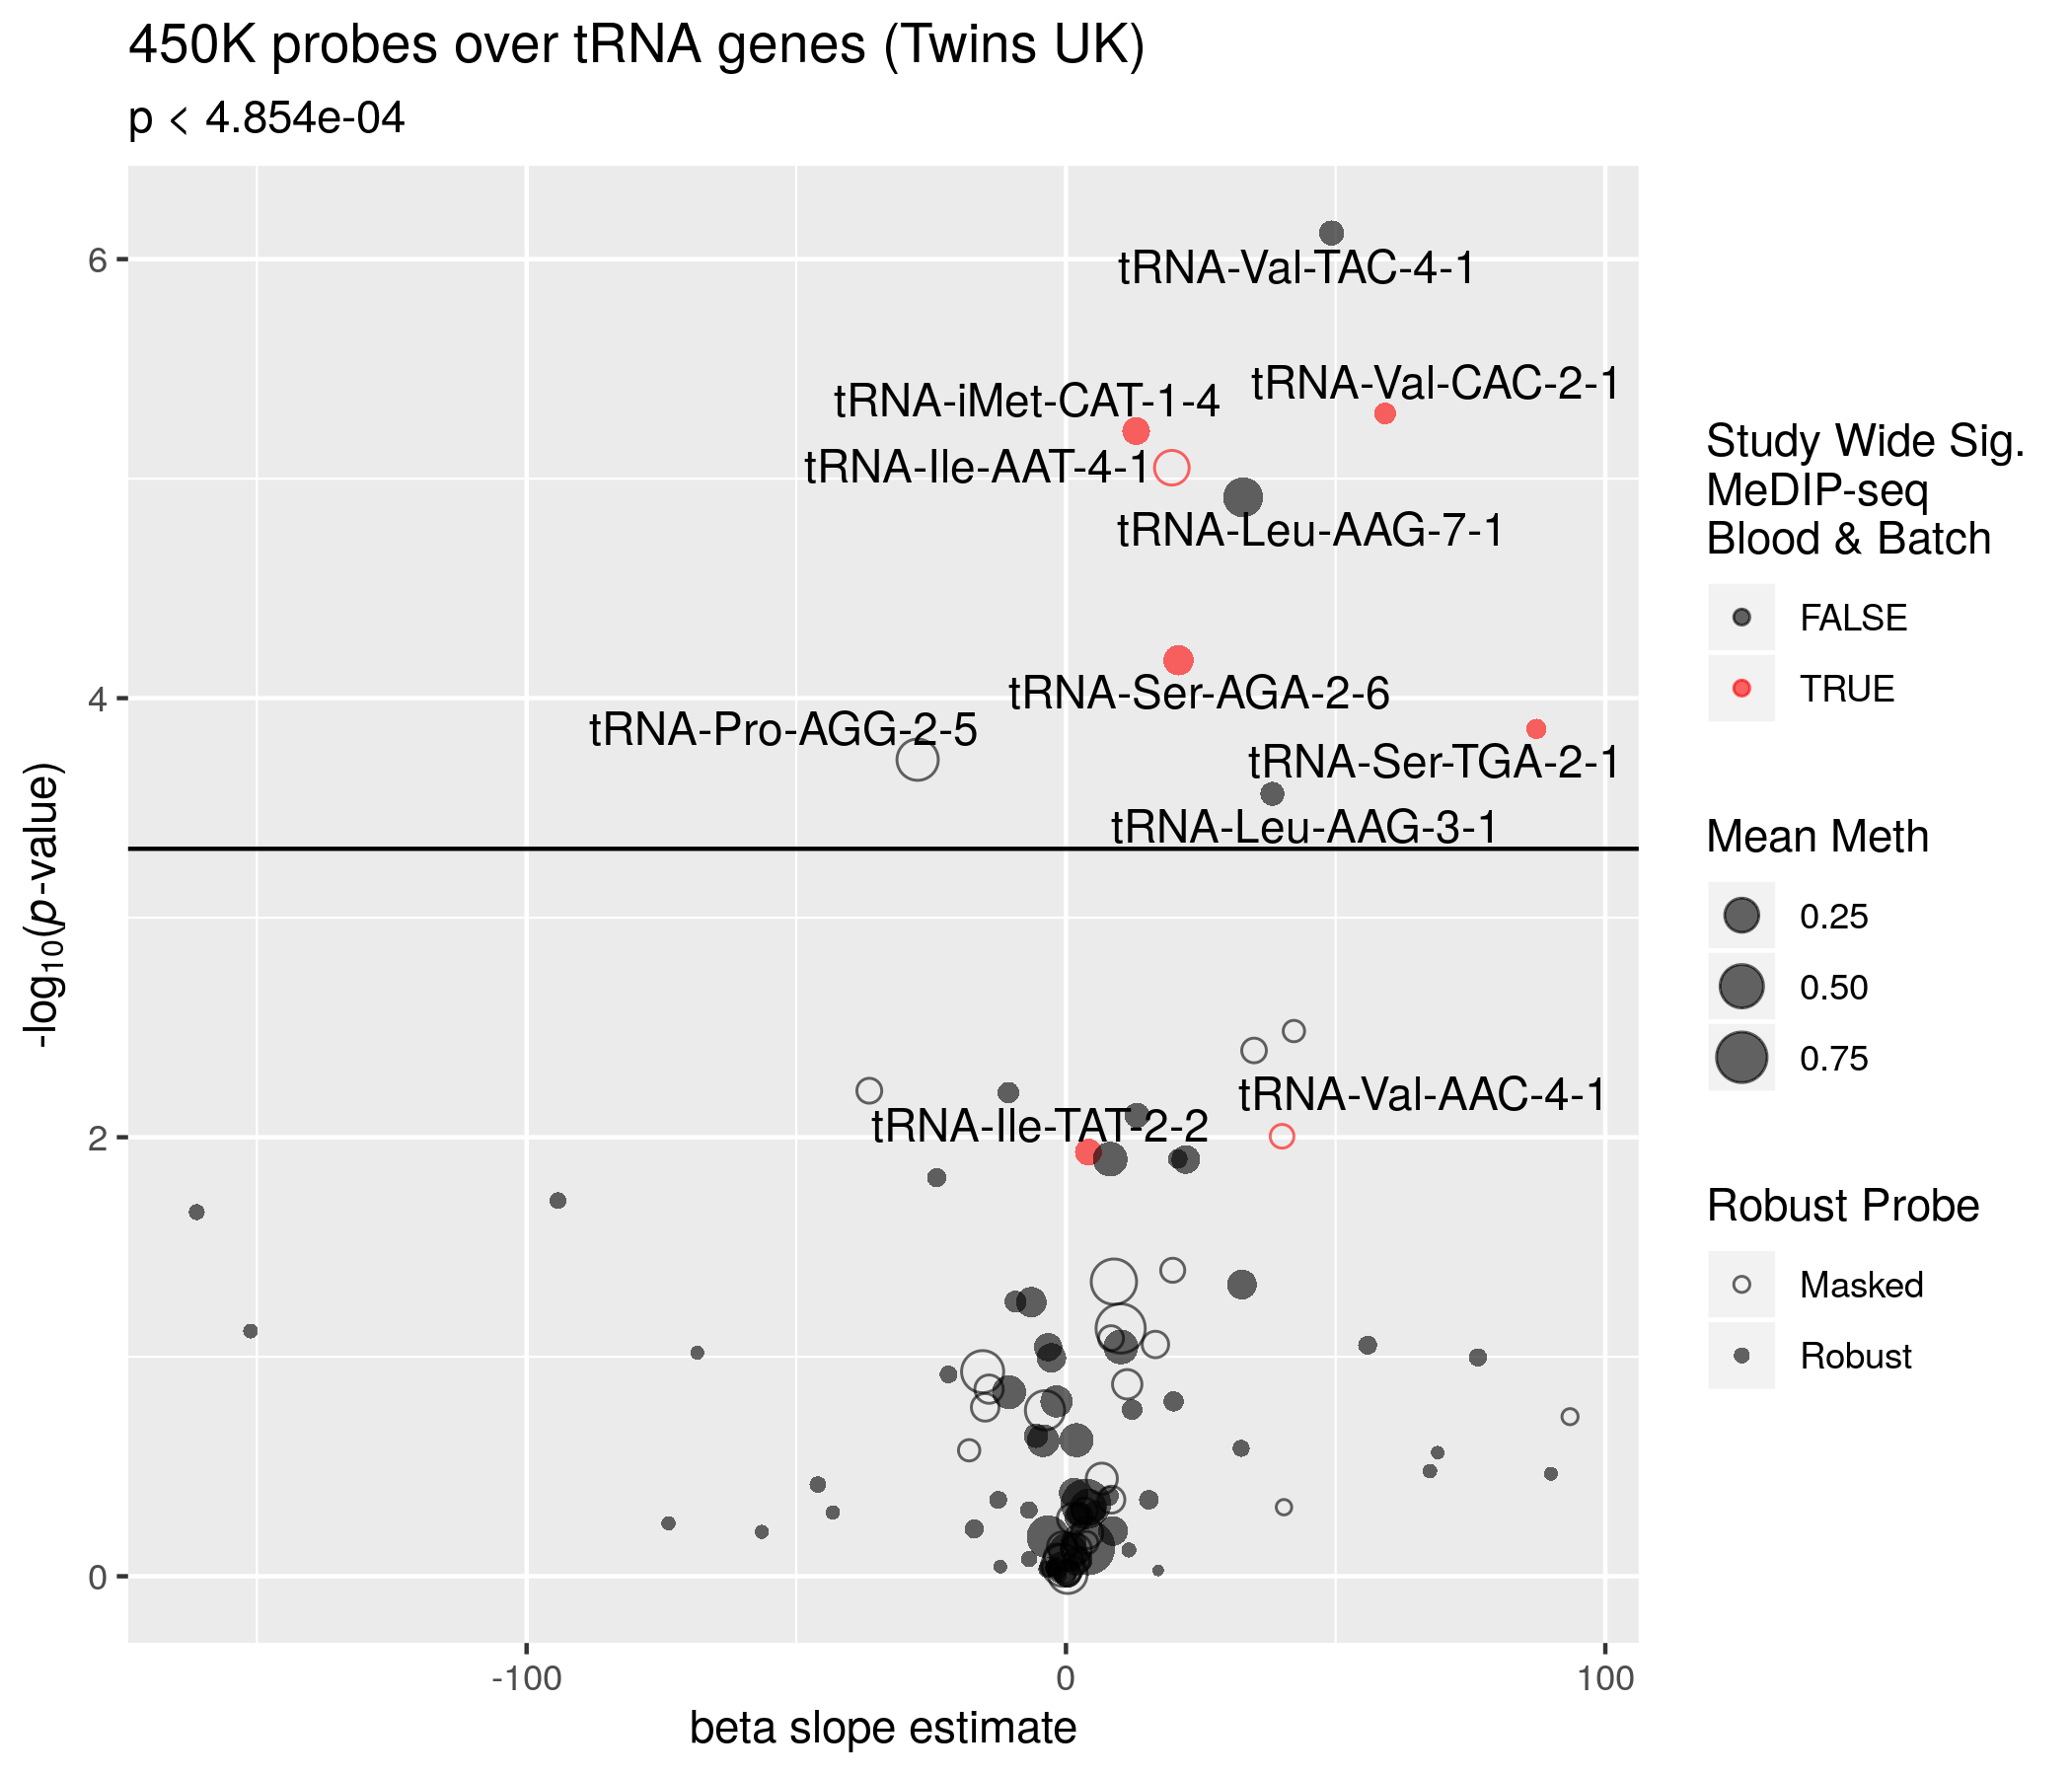 450K probes over tRNA genes (Twins UK)
p < 4.854e-04
tRNA-Val-TAC-4-1
tRNA-Val-CAC-2-1
tRNA-iMet-CAT-1-4
tRNA-Ile-AAT-4-1
tRNA-Leu-AAG-7-1
tRNA-Ser-AGA-2-6
tRNA-Pro-AGG-2-5
tRNA-Ser-TGA-2-1
tRNA-Leu-AAG-3-1
tRNA-Val-AAC-4-1
tRNA-Ile-TAT-2-2
6
4
2
0
-log10(p-value)
-100
0
100
beta slope estimate
Study Wide Sig.
MeDIP-seq
Blood & Batch
FALSE
TRUE
Mean Meth
0.25
0.50
0.75
Robust Probe
Masked
Robust